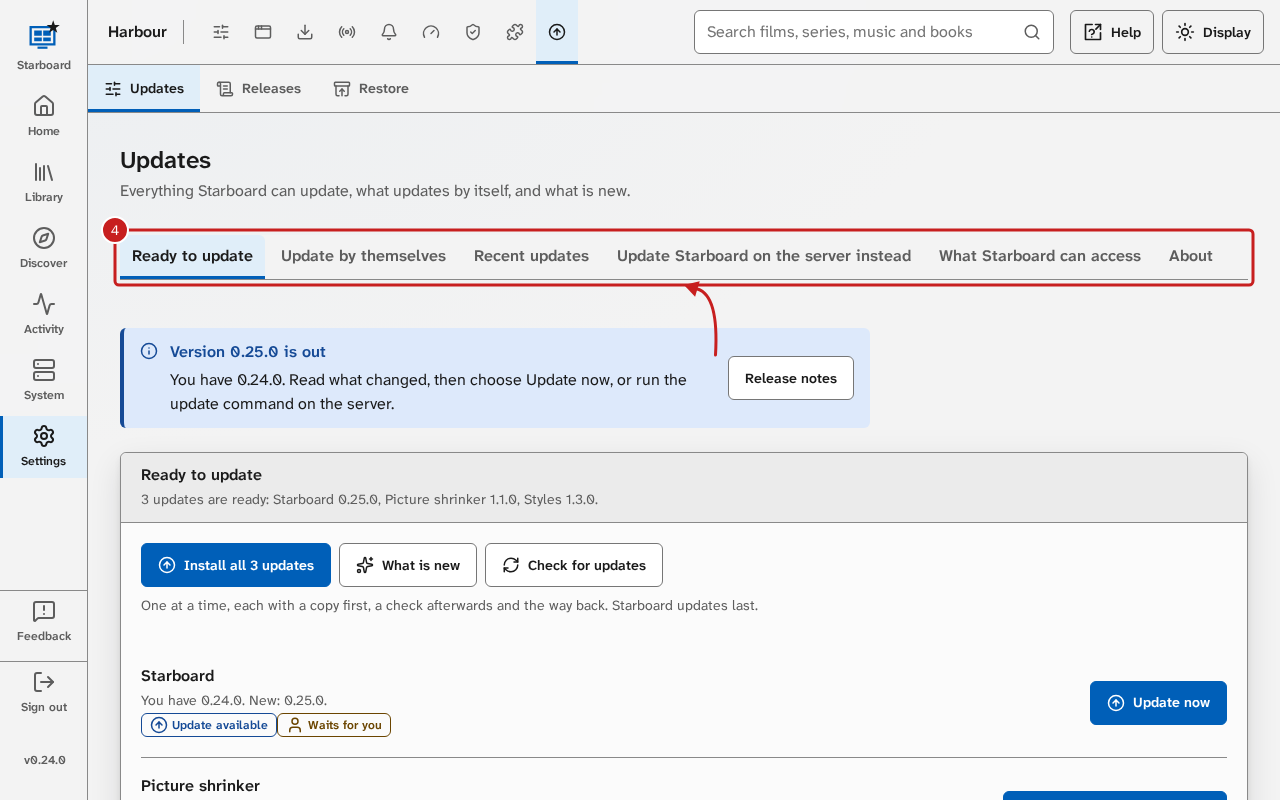 Starboard
Home
Library
Discover
Activity
System
Settings
Feedback
Sign out
v0.24.0
Harbour
Search films, series, music and books
Help
Display
Updates
Releases
Restore
Updates
Everything Starboard can update, what updates by itself, and what is new.
4
Ready to update
Update by themselves
Recent updates
Update Starboard on the server instead
What Starboard can access
About
Version 0.25.0 is out
You have 0.24.0. Read what changed, then choose Update now, or run the
update command on the server.
Release notes
Ready to update
3 updates are ready: Starboard 0.25.0, Picture shrinker 1.1.0, Styles 1.3.0.
Install all 3 updates
What is new
Check for updates
One at a time, each with a copy first, a check afterwards and the way back. Starboard updates last.
Starboard
You have 0.24.0. New: 0.25.0.
Update available
Waits for you
Update now
Picture shrinker